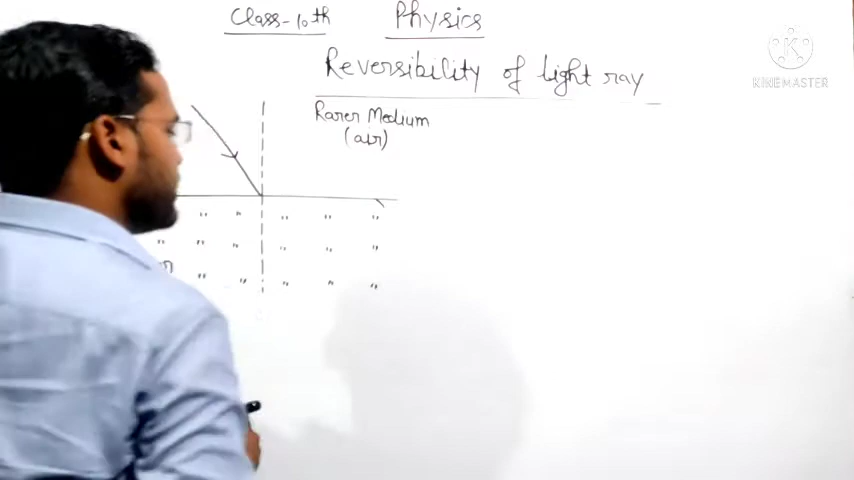 Class-10th Physics
Reversibility of light ray
KINEMASTER
Rarer Medium
(air)